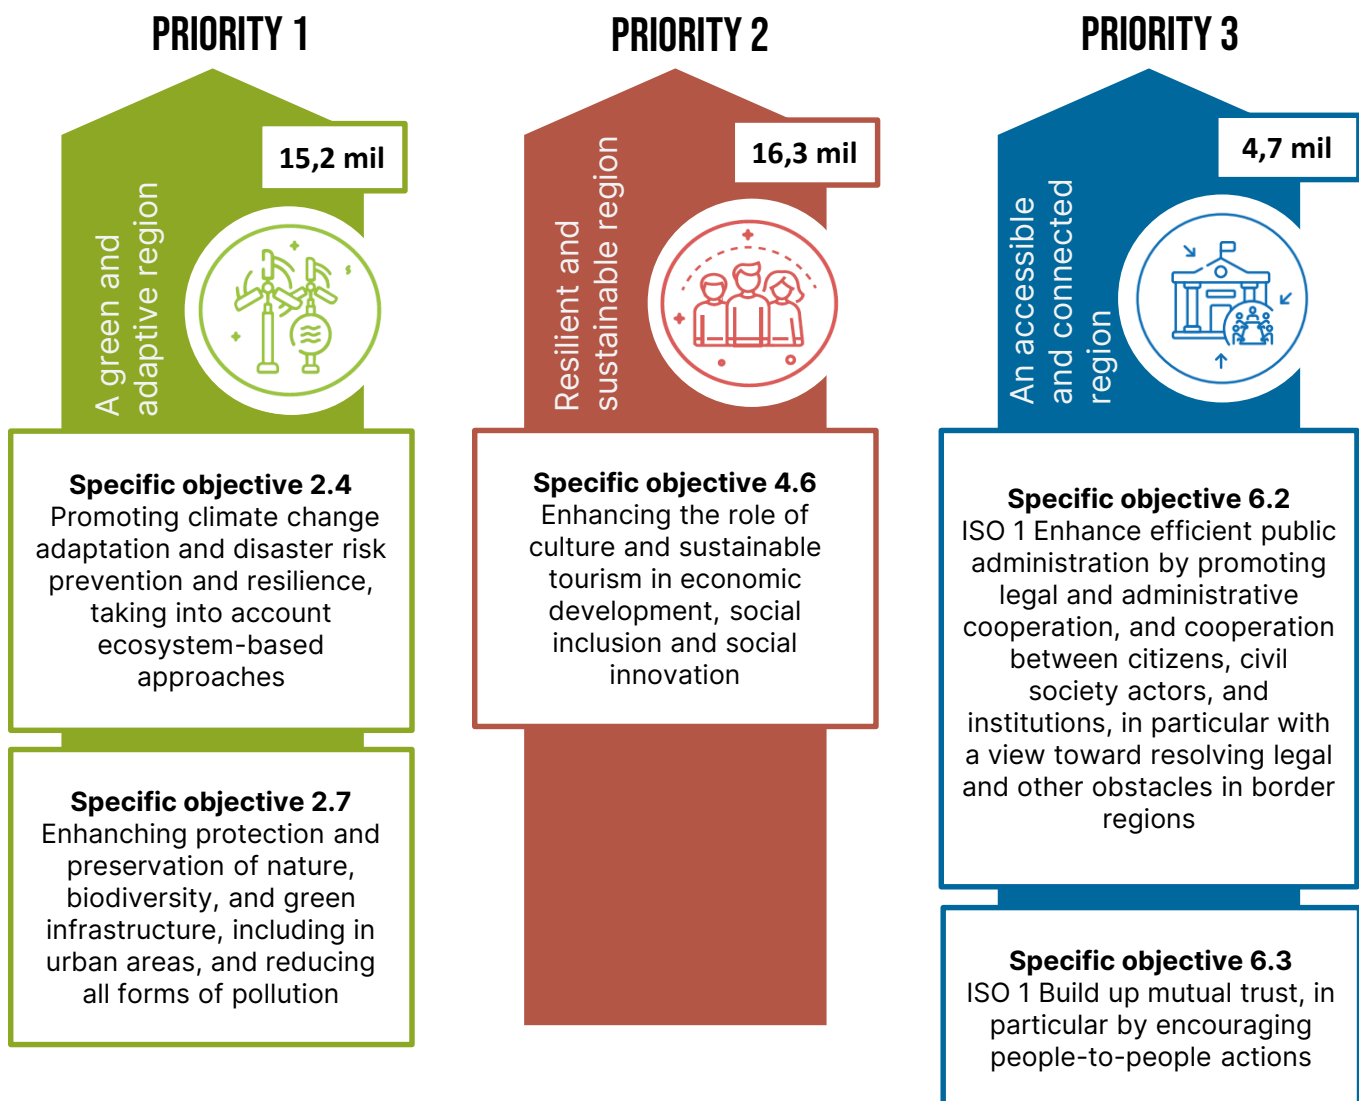 PRIORITY 1
15,2 mil
A green and
adaptive region
Specific objective 2.4
Promoting climate change
adaptation and disaster risk
prevention and resilience,
taking into account
ecosystem-based
approaches
Specific objective 2.7
Enhanching protection and
preservation of nature,
biodiversity, and green
infrastructure, including in
urban areas, and reducing
all forms of pollution
PRIORITY 2
16,3 mil
Resilient and
sustainable region
Specific objective 4.6
Enhancing the role of
culture and sustainable
tourism in economic
development, social
inclusion and social
innovation
PRIORITY 3
4,7 mil
An accessible
and connected
region
Specific objective 6.2
ISO 1 Enhance efficient public
administration by promoting
legal and administrative
cooperation, and cooperation
between citizens, civil
society actors, and
institutions, in particular with
a view toward resolving legal
and other obstacles in border
regions
Specific objective 6.3
ISO 1 Build up mutual trust, in
particular by encouraging
people-to-people actions